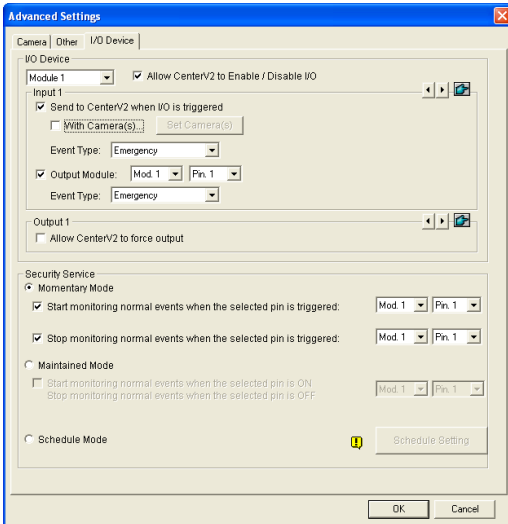 Advanced Settings
Camera Other I/O Device
I/O Device
Module 1 Allow CenterV2 to Enable / Disable I/O
Input 1
Send to CenterV2 when I/O is triggered
With Camera(s)... Set Camera(s)
Event Type: Emergency
Output Module: Mod. 1 Pin. 1
Event Type: Emergency
Output 1
Allow CenterV2 to force output
Security Service
Momentary Mode
Start monitoring normal events when the selected pin is triggered: Mod. 1 Pin. 1
Stop monitoring normal events when the selected pin is triggered: Mod. 1 Pin. 1
Maintained Mode
Start monitoring normal events when the selected pin is ON
Stop monitoring normal events when the selected pin is OFF
Mod. 1 Pin. 1
Schedule Mode ! Schedule Setting
OK Cancel